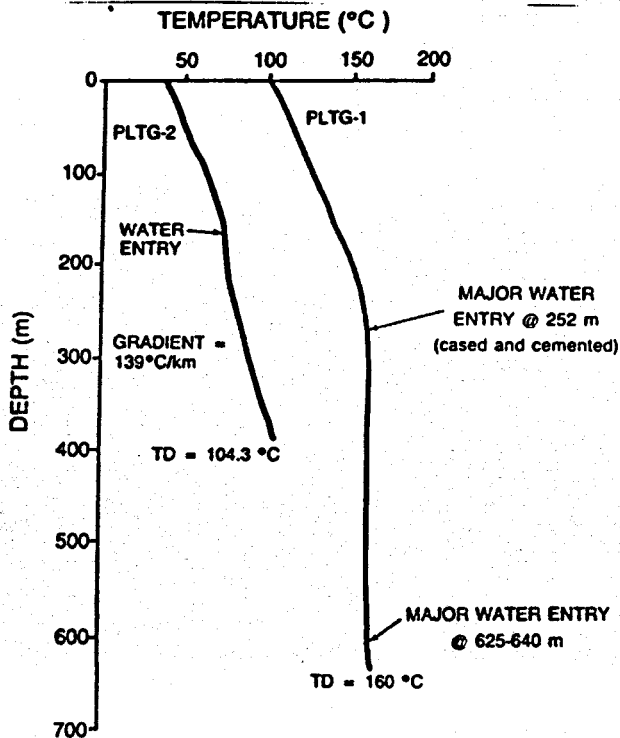 TEMPERATURE (°C )
50 100 150 200
0
PLTG-2
PLTG-1
100
WATER
ENTRY
200
MAJOR WATER
ENTRY @ 252 m
(cased and cemented)
GRADIENT =
139°C/km
300
DEPTH (m)
400
TD = 104.3 °C
500
600
MAJOR WATER ENTRY
@ 625-640 m
TD = 160 °C
700